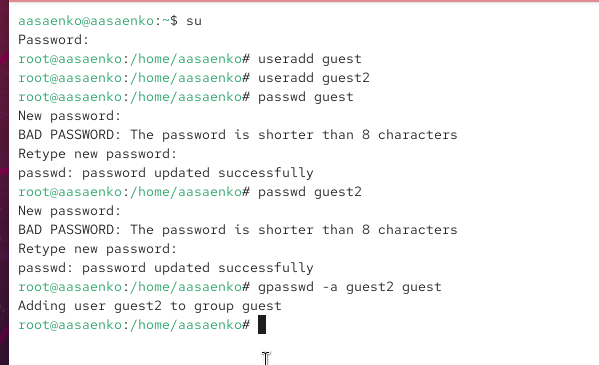 aasaenko@aasaenko:~$ su
Password:
root@aasaenko:/home/aasaenko# useradd guest
root@aasaenko:/home/aasaenko# useradd guest2
root@aasaenko:/home/aasaenko# passwd guest
New password:
BAD PASSWORD: The password is shorter than 8 characters
Retype new password:
passwd: password updated successfully
root@aasaenko:/home/aasaenko# passwd guest2
New password:
BAD PASSWORD: The password is shorter than 8 characters
Retype new password:
passwd: password updated successfully
root@aasaenko:/home/aasaenko# gpasswd -a guest2 guest
Adding user guest2 to group guest
root@aasaenko:/home/aasaenko#